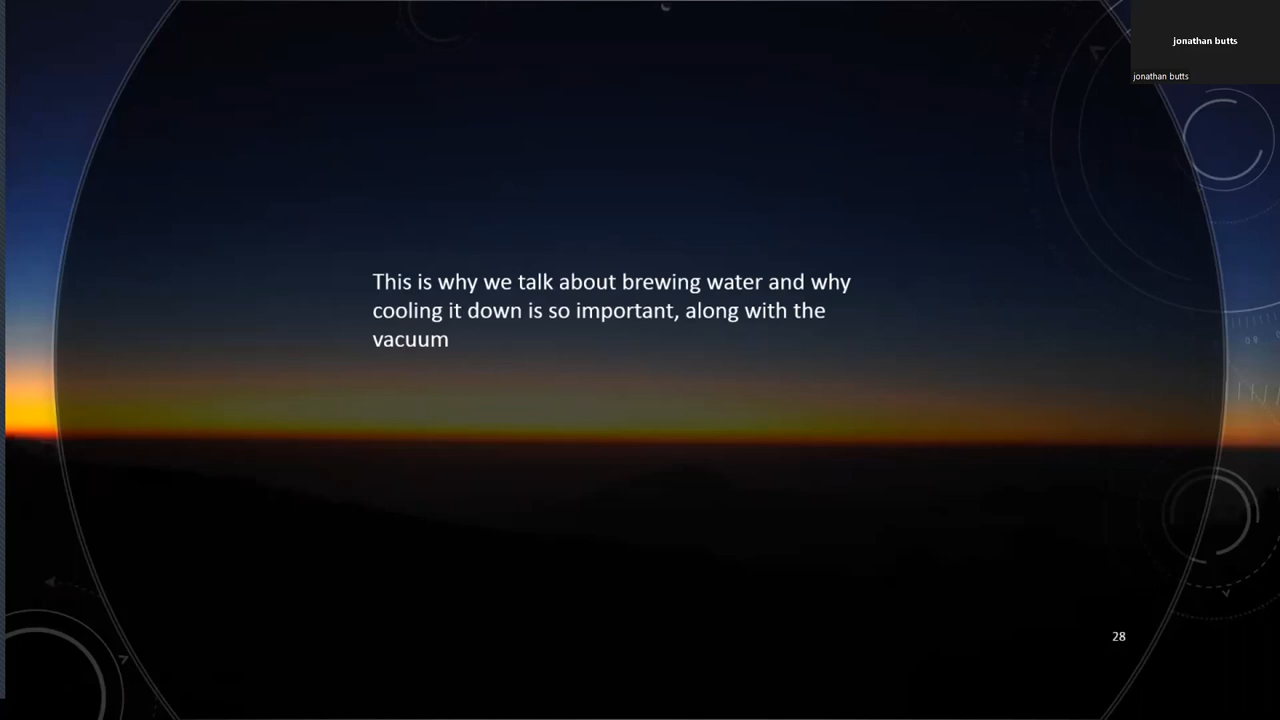 jonathan butts
jonathan butts
This is why we talk about brewing water and why
cooling it down is so important, along with the
vacuum
28